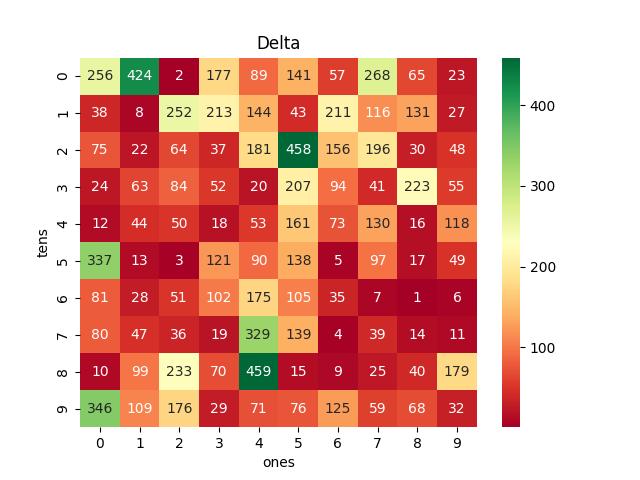 Delta
0 256 424 2 177 89 141 57 268 65 23
1 38 8 252 213 144 43 211 116 131 27
2 75 22 64 37 181 458 156 196 30 48
3 24 63 84 52 20 207 94 41 223 55
4 12 44 50 18 53 161 73 130 16 118
5 337 13 3 121 90 138 5 97 17 49
6 81 28 51 102 175 105 35 7 1 6
7 80 47 36 19 329 139 4 39 14 11
8 10 99 233 70 459 15 9 25 40 179
9 346 109 176 29 71 76 125 59 68 32
0 1 2 3 4 5 6 7 8 9
ones
tens
400
300
200
100